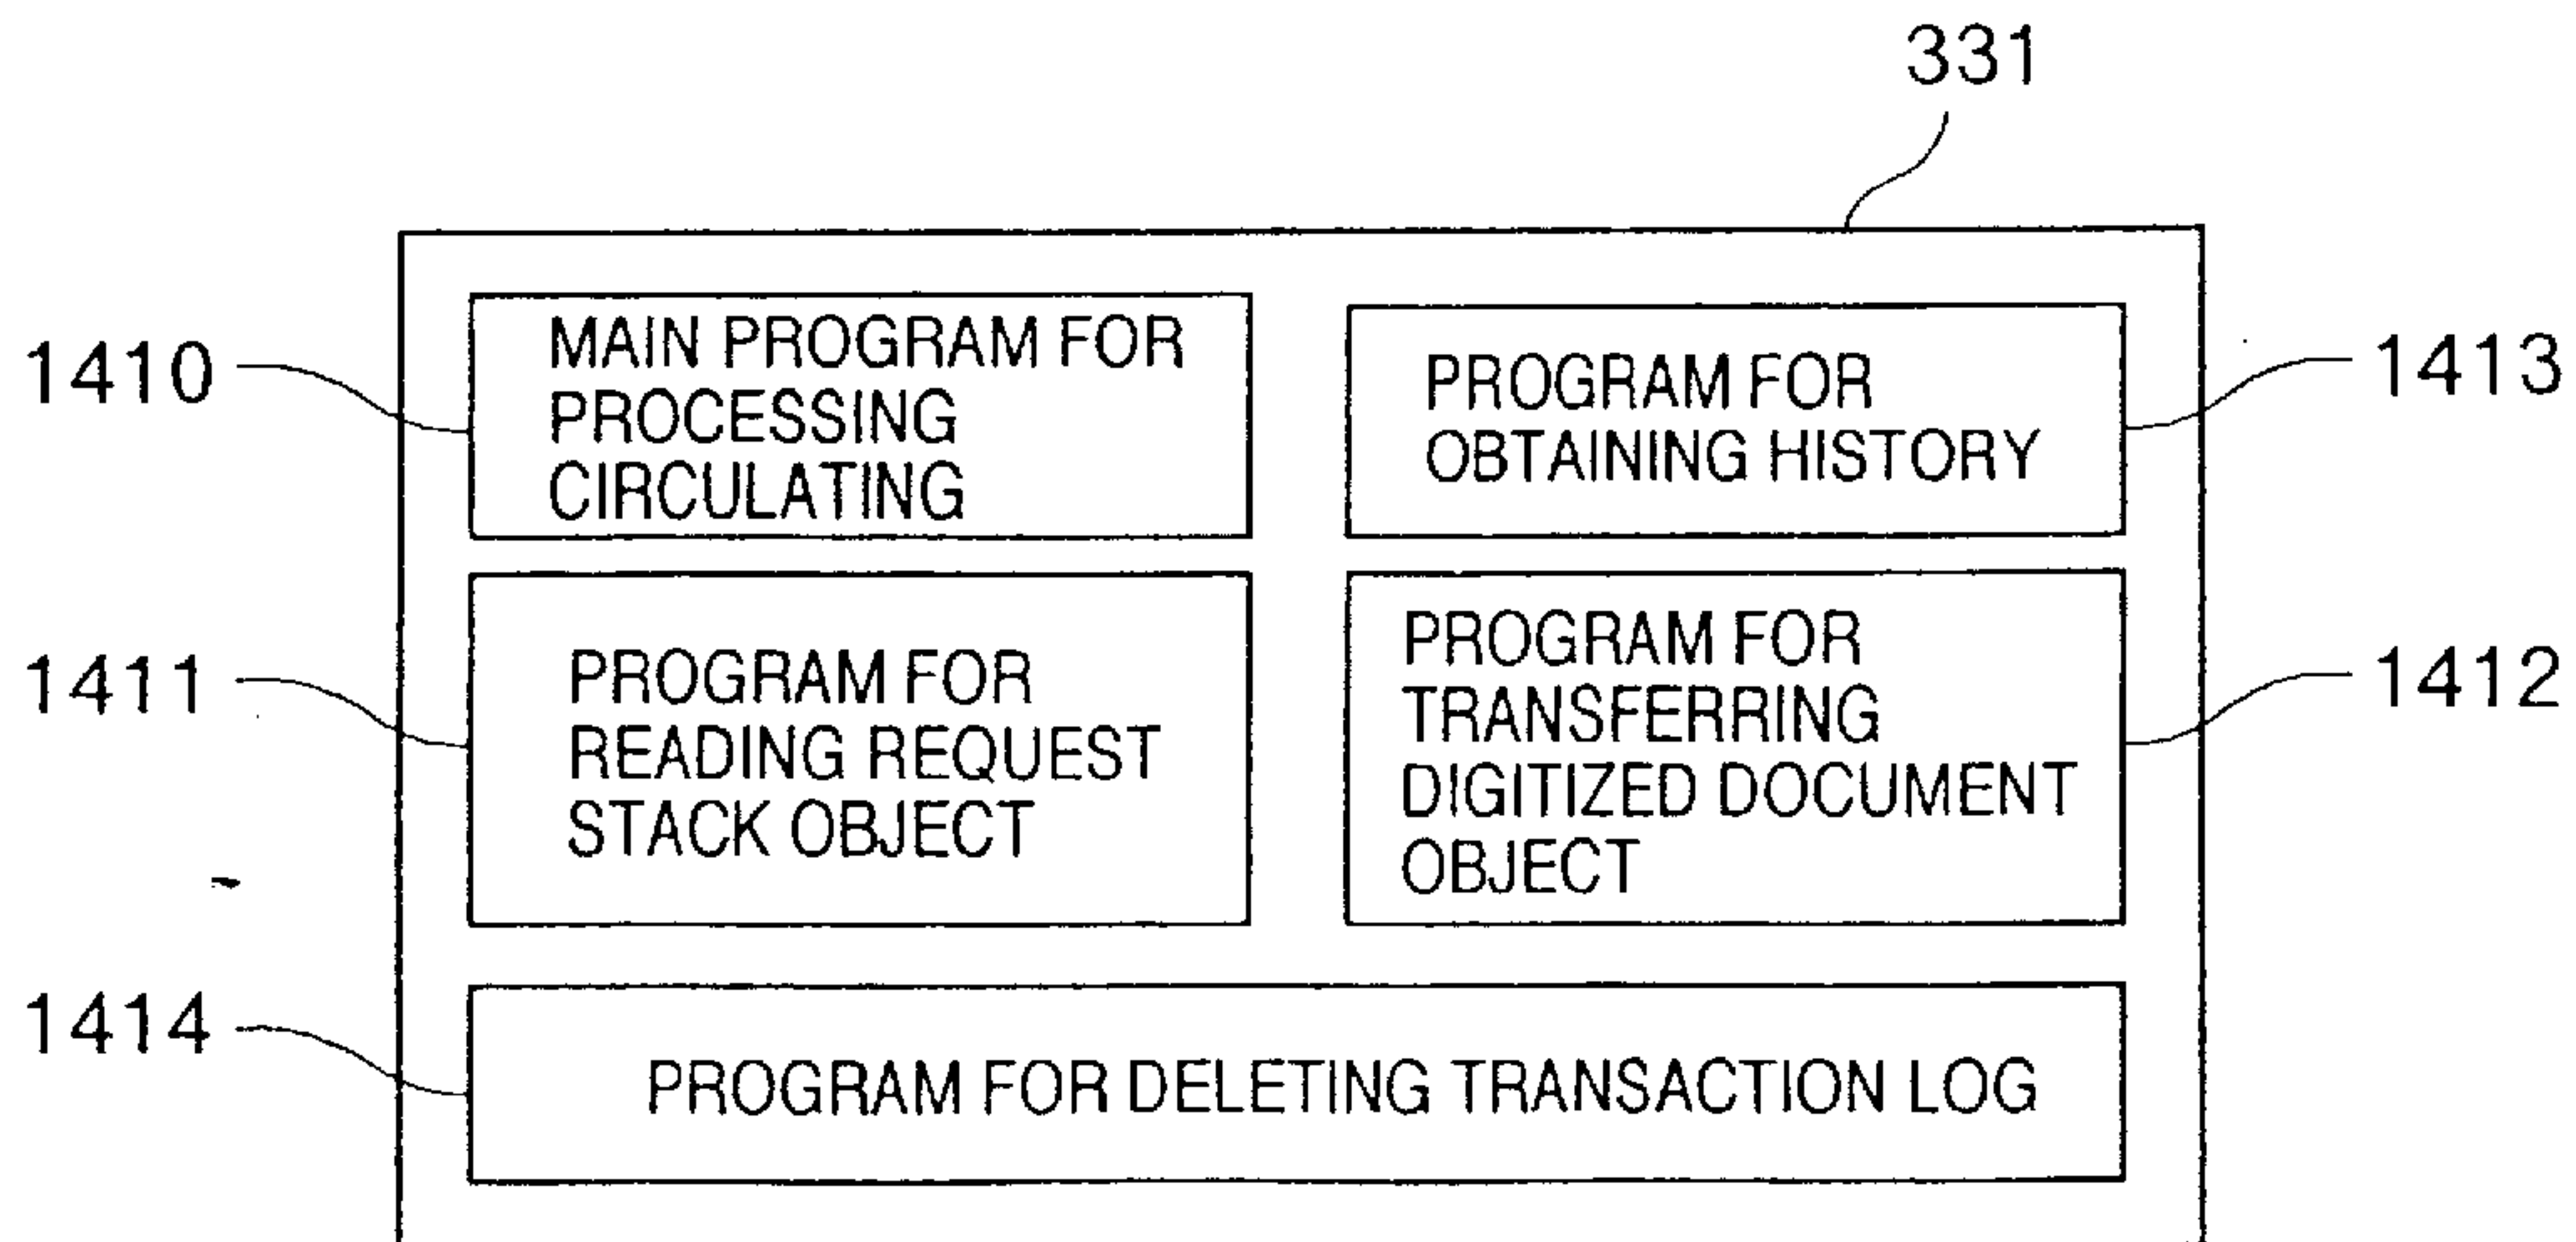 331
1410
MAIN PROGRAM FOR
PROCESSING
CIRCULATING
PROGRAM FOR
OBTAINING HISTORY
1413
1411
PROGRAM FOR
READING REQUEST
STACK OBJECT
PROGRAM FOR
TRANSFERRING
DIGITIZED DOCUMENT
OBJECT
1412
1414
PROGRAM FOR DELETING TRANSACTION LOG